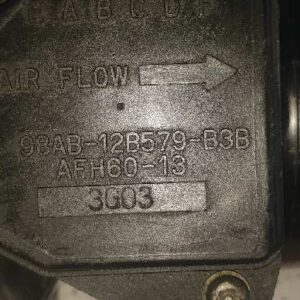 A B C D F
AIR FLOW
98AB-12B579-B3B
AFH60-13
3G03